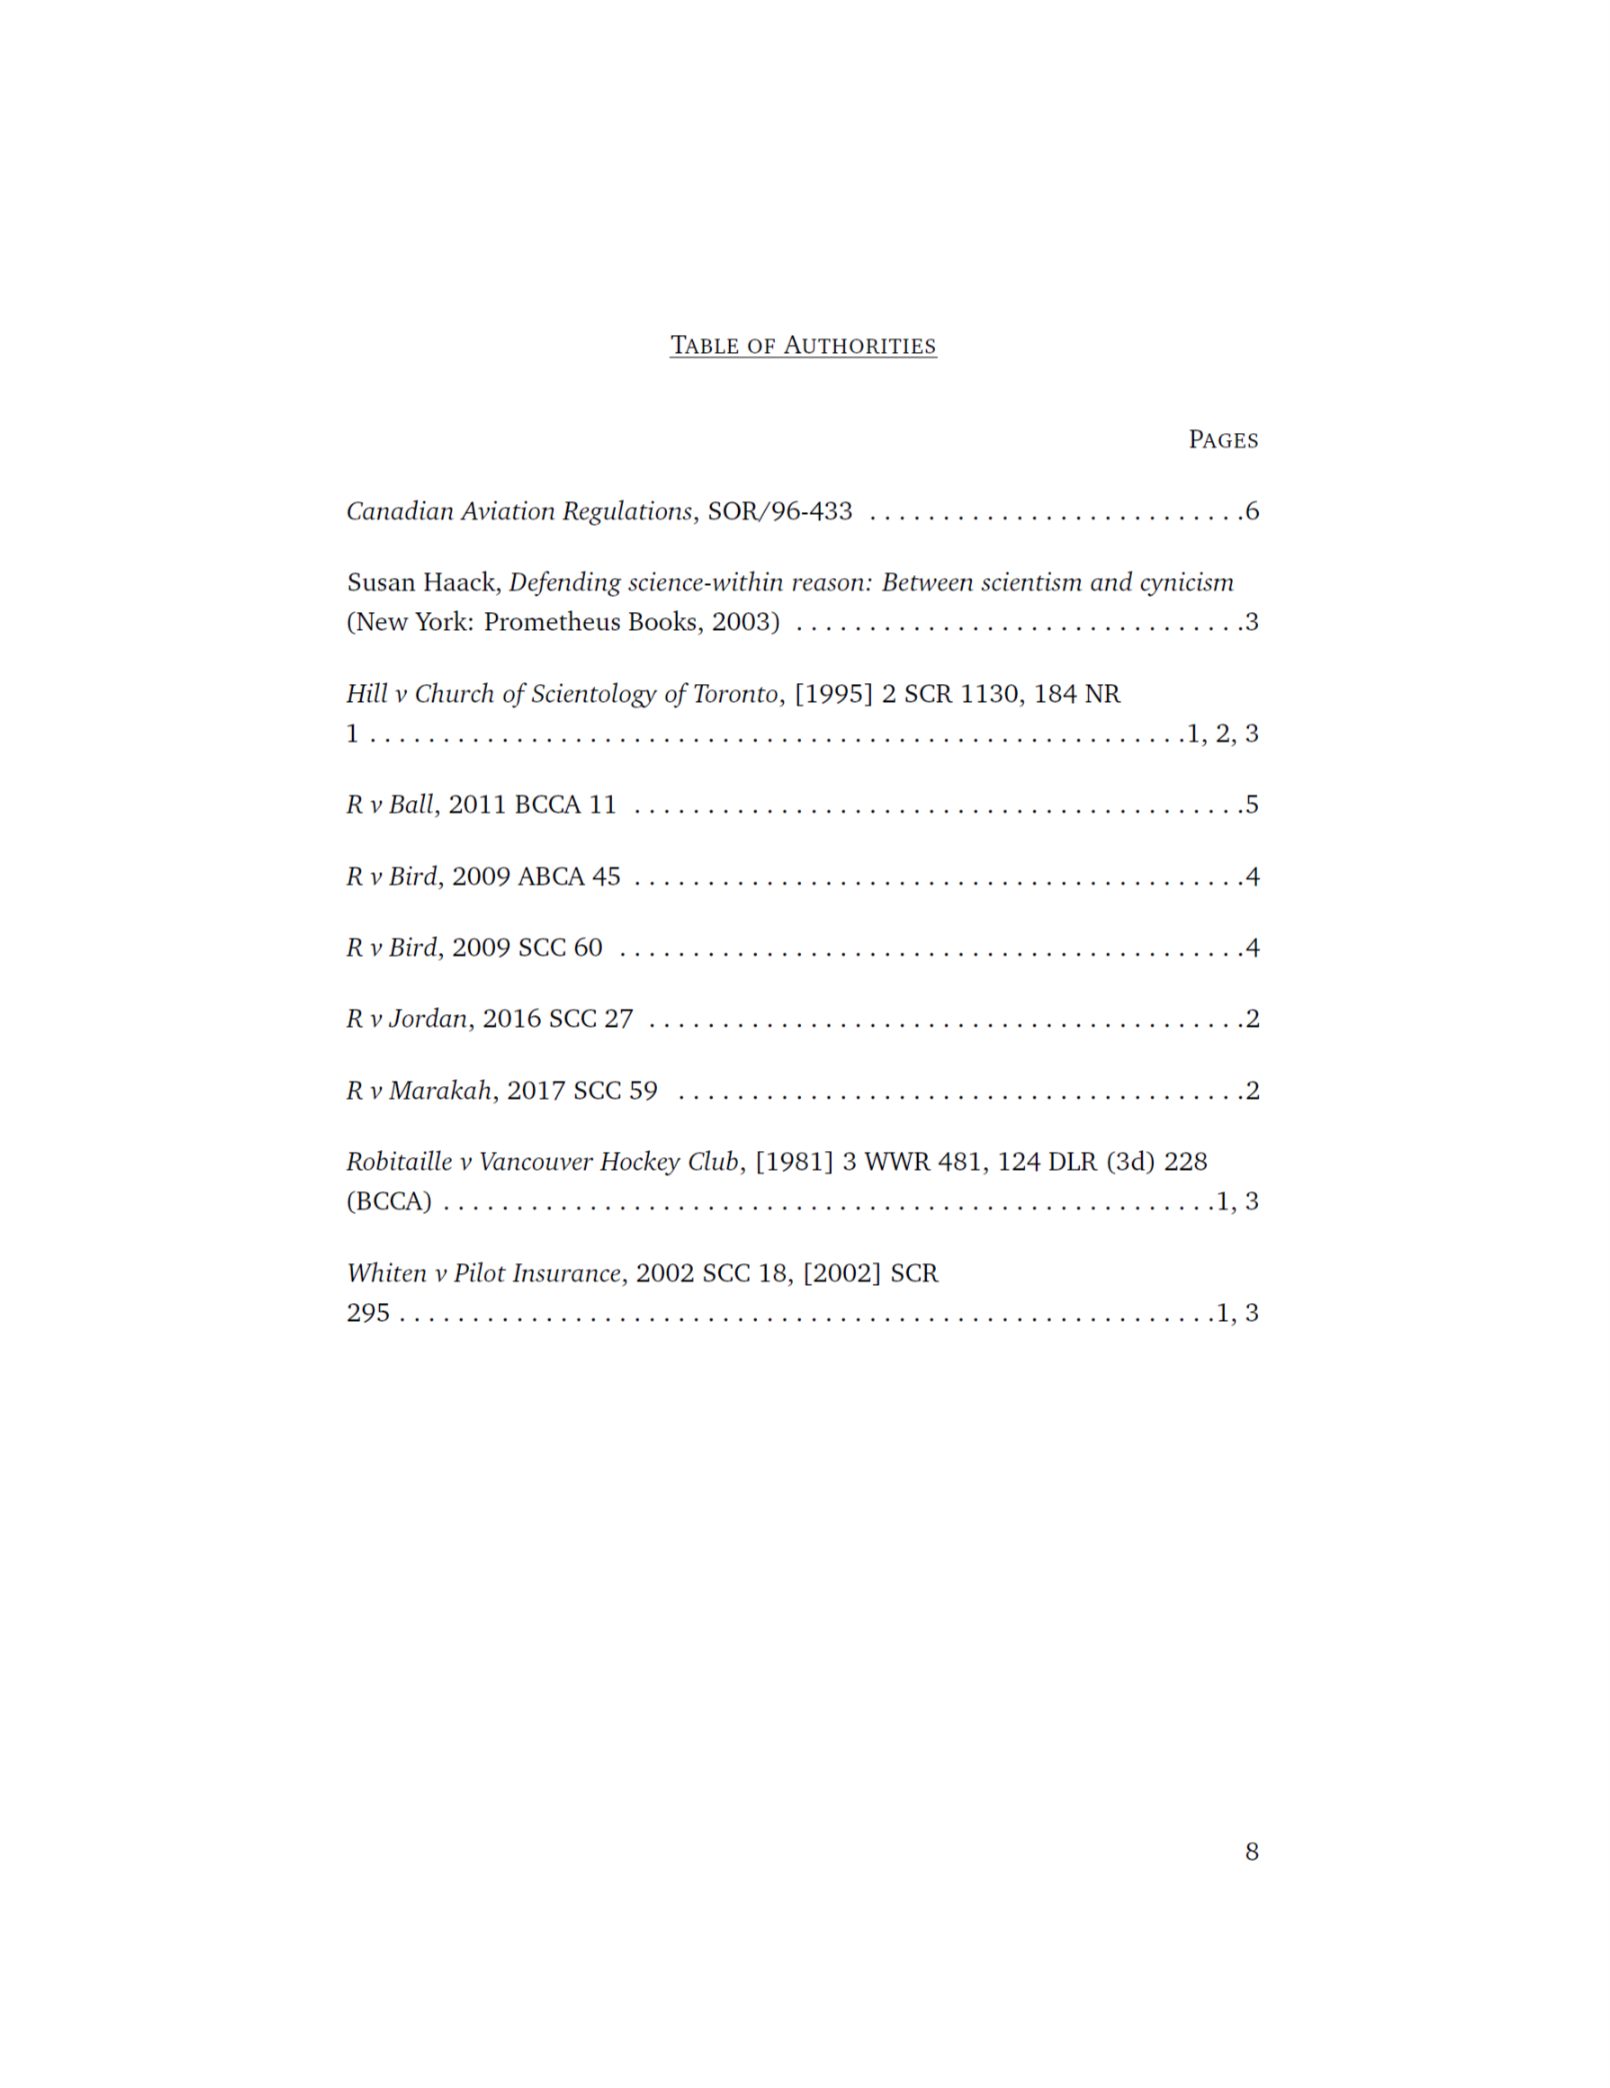 TABLE OF AUTHORITIES
PAGES
Canadian Aviation Regulations, SOR/96-433 . . . . . . . . . . . . . . . . . . . . . . . . . .6
Susan Haack, Defending science-within reason: Between scientism and cynicism
(New York: Prometheus Books, 2003) . . . . . . . . . . . . . . . . . . . . . . . . . . . . . . .3
Hill v Church of Scientology of Toronto, [1995] 2 SCR 1130, 184 NR
1 . . . . . . . . . . . . . . . . . . . . . . . . . . . . . . . . . . . . . . . . . . . . . . . . . . . . . . . .1, 2, 3
R v Ball, 2011 BCCA 11 . . . . . . . . . . . . . . . . . . . . . . . . . . . . . . . . . . . . . . . . . .5
R v Bird, 2009 ABCA 45 . . . . . . . . . . . . . . . . . . . . . . . . . . . . . . . . . . . . . . . . . .4
R v Bird, 2009 SCC 60 . . . . . . . . . . . . . . . . . . . . . . . . . . . . . . . . . . . . . . . . . . .4
R v Jordan, 2016 SCC 27 . . . . . . . . . . . . . . . . . . . . . . . . . . . . . . . . . . . . . . . . .2
R v Marakah, 2017 SCC 59 . . . . . . . . . . . . . . . . . . . . . . . . . . . . . . . . . . . . . . .2
Robitaille v Vancouver Hockey Club, [1981] 3 WWR 481, 124 DLR (3d) 228
(BCCA) . . . . . . . . . . . . . . . . . . . . . . . . . . . . . . . . . . . . . . . . . . . . . . . . . . . . .1, 3
Whiten v Pilot Insurance, 2002 SCC 18, [2002] SCR
295 . . . . . . . . . . . . . . . . . . . . . . . . . . . . . . . . . . . . . . . . . . . . . . . . . . . . . . . .1, 3
8